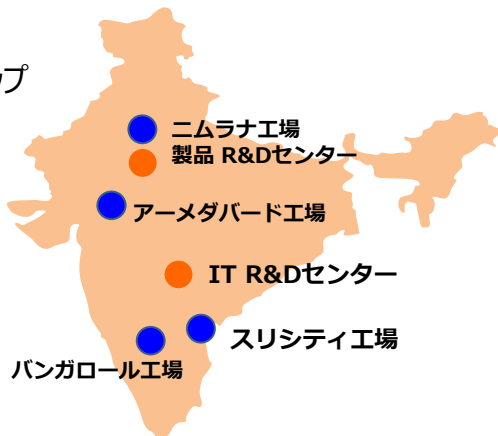 ップ
ニムラナ工場
製品 R&Dセンター
アーメダバード工場
IT R&Dセンター
スリシティ工場
バンガロール工場